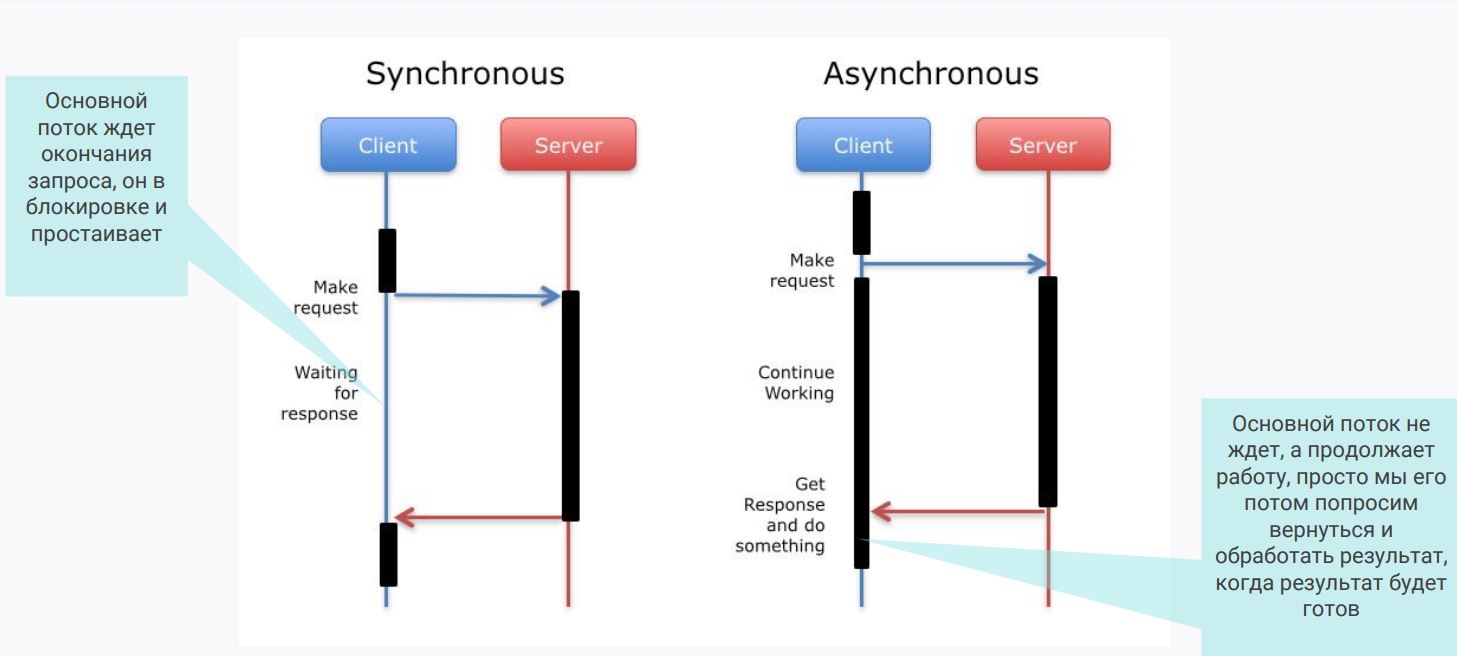 Synchronous
Asynchronous
Основной
поток ждет
окончания
запроса, он в
блокировке и
простаивает
Client
Server
Make
request
Waiting
for
response
Client
Server
Make
request
Continue
Working
Get
Response
and do
something
Основной поток не
ждет, а продолжает
работу, просто мы его
потом попросим
вернуться и
обработать результат,
когда результат будет
готов